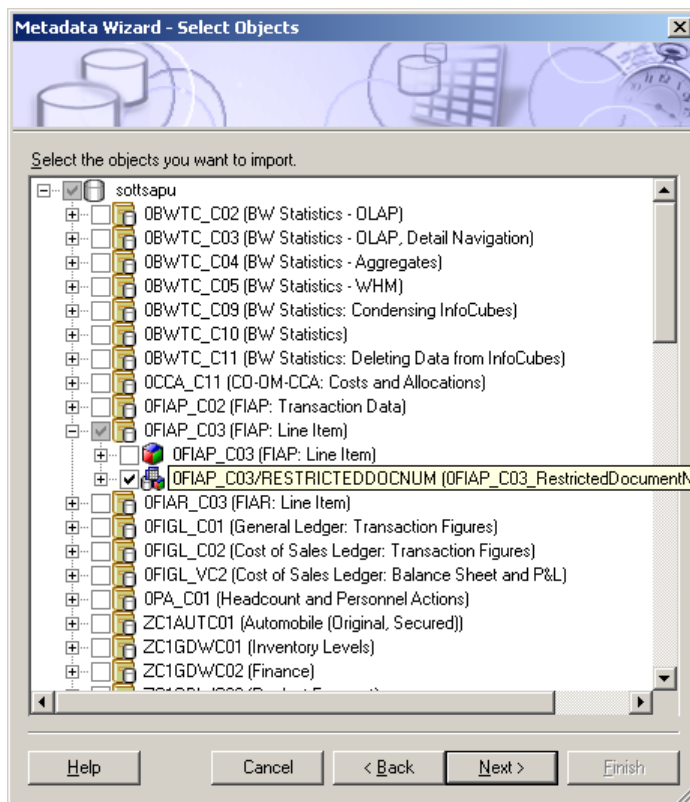 Metadata Wizard - Select Objects
Select the objects you want to import.
sottsapu
0BWTC_C02 (BW Statistics - OLAP)
0BWTC_C03 (BW Statistics - OLAP, Detail Navigation)
0BWTC_C04 (BW Statistics - Aggregates)
0BWTC_C05 (BW Statistics - WHM)
0BWTC_C09 (BW Statistics: Condensing InfoCubes)
0BWTC_C10 (BW Statistics)
0BWTC_C11 (BW Statistics: Deleting Data from InfoCubes)
0CCA_C11 (CO-OM-CCA: Costs and Allocations)
0FIAP_C02 (FIAP: Transaction Data)
0FIAP_C03 (FIAP: Line Item)
0FIAP_C03 (FIAP: Line Item)
0FIAP_C03/RESTRICTEDDOCNUM (0FIAP_C03_RestrictedDocumentN
0FIAR_C03 (FIAR: Line Item)
0FIGL_C01 (General Ledger: Transaction Figures)
0FIGL_C02 (Cost of Sales Ledger: Transaction Figures)
0FIGL_VC2 (Cost of Sales Ledger: Balance Sheet and P&L)
0PA_C01 (Headcount and Personnel Actions)
ZC1AUTC01 (Automobile (Original, Secured))
ZC1GDWC01 (Inventory Levels)
ZC1GDWC02 (Finance)
Help Cancel < Back Next > Finish